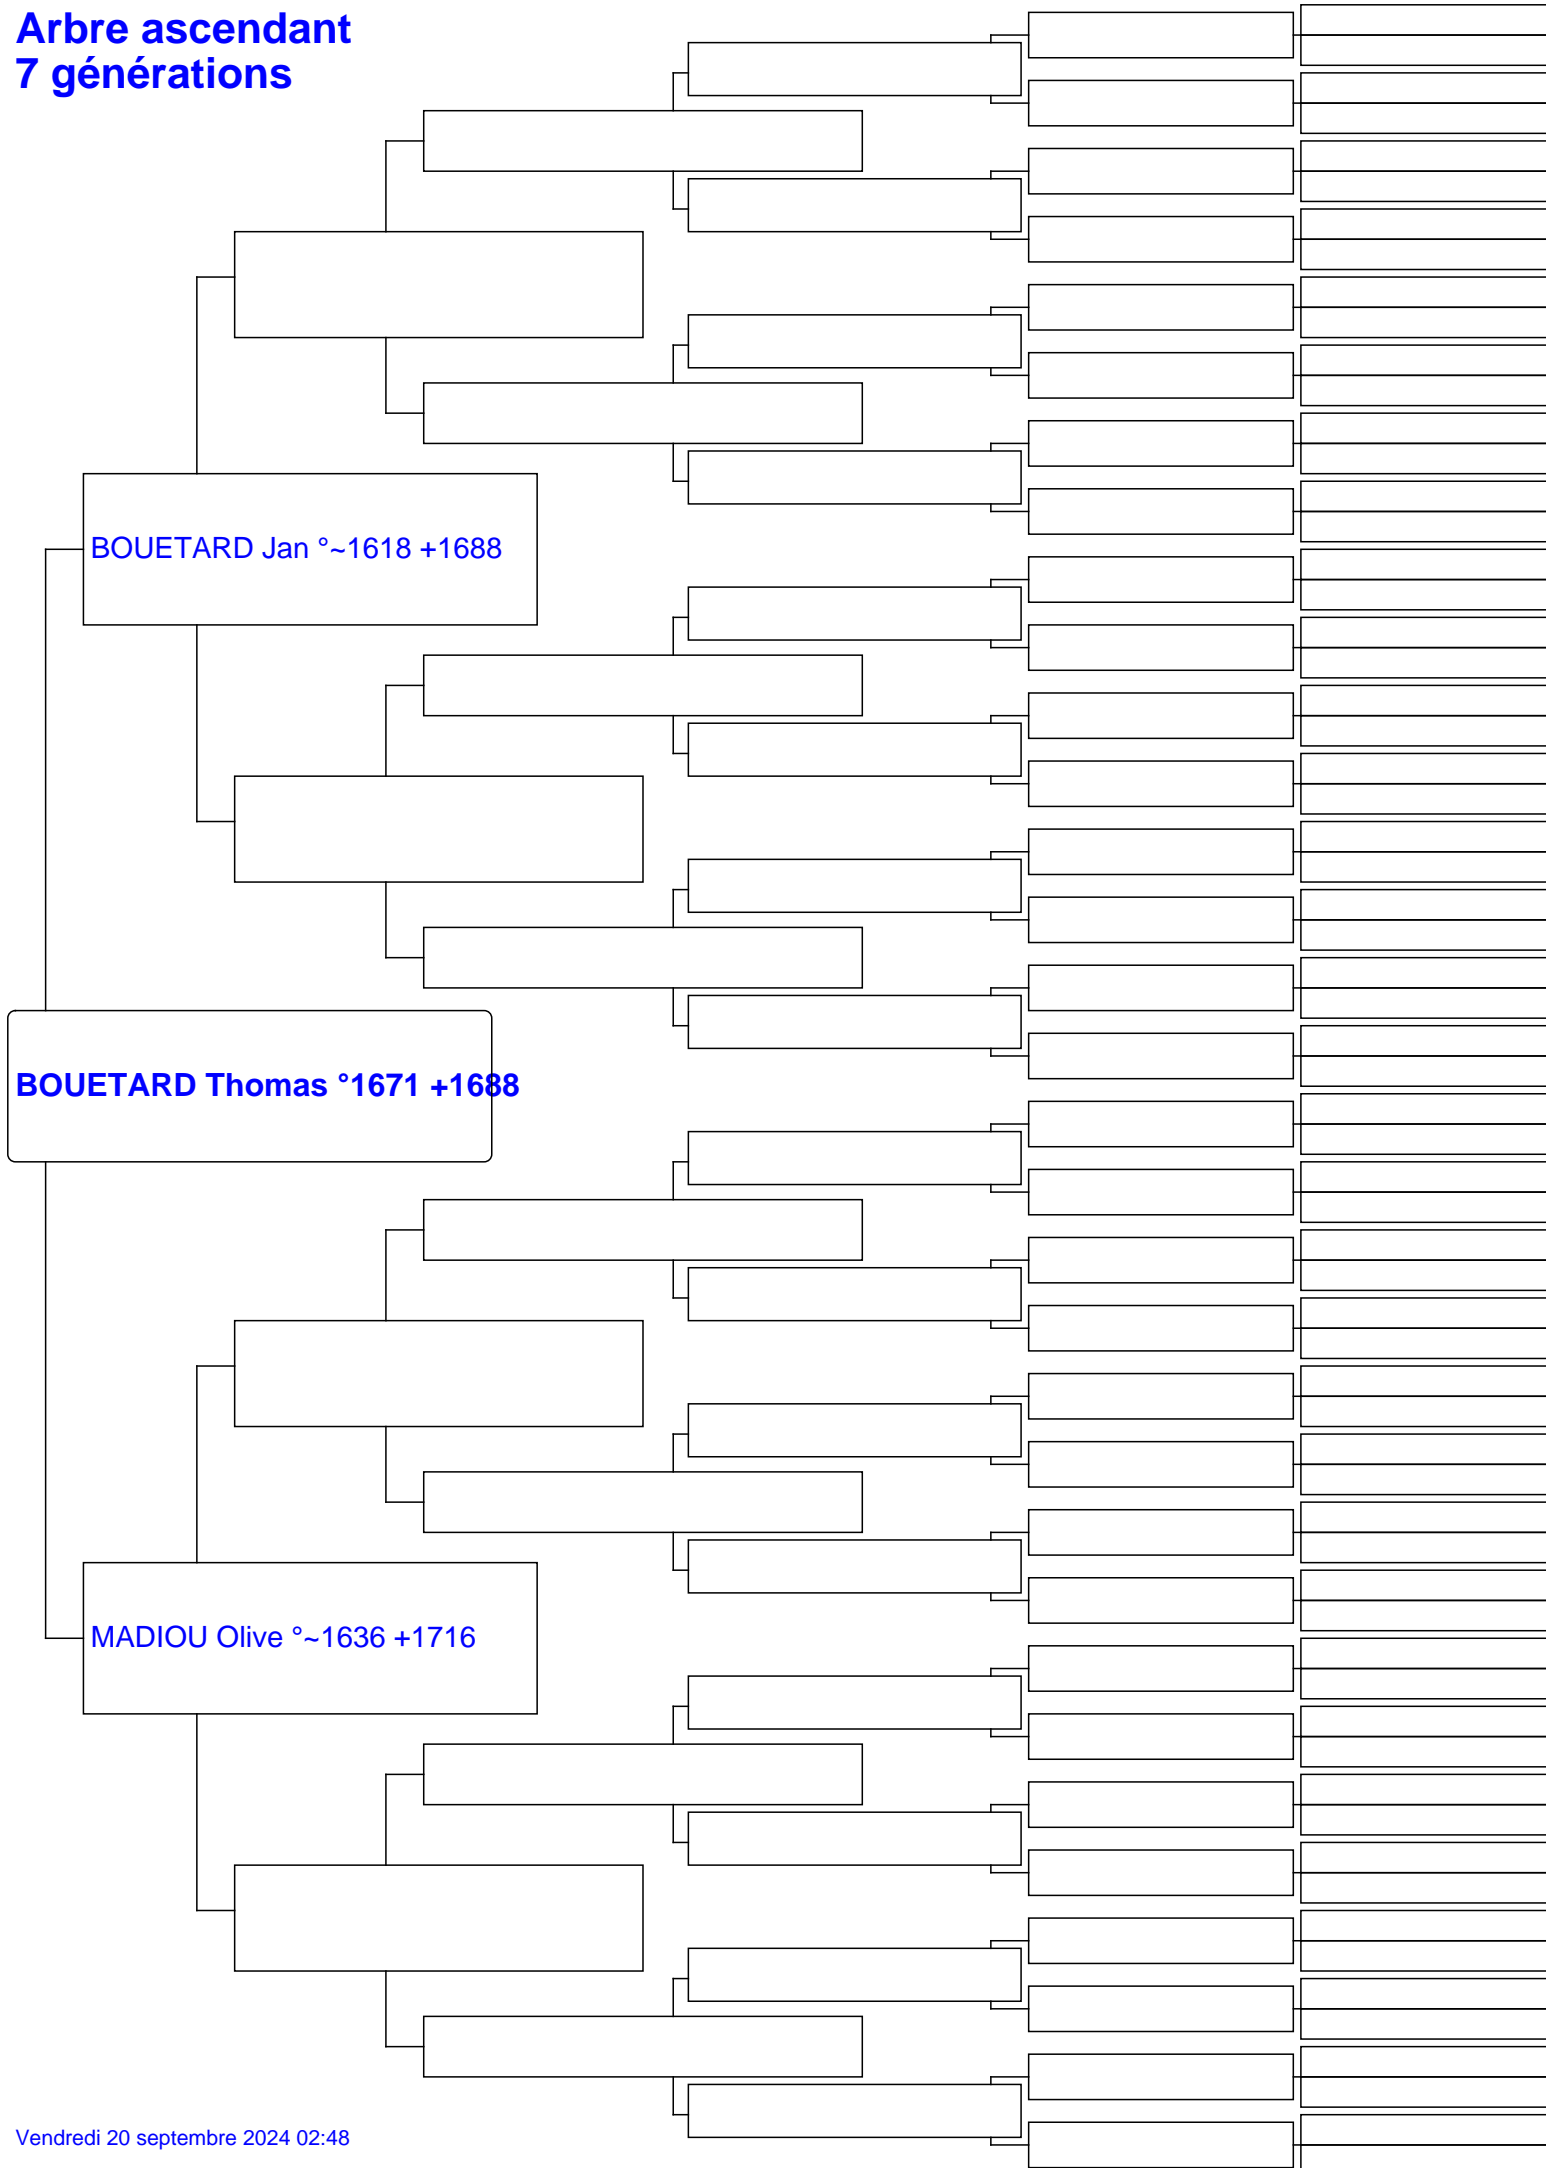 Arbre ascendant
7 générations
BOUETARD Jan °~1618 +1688
BOUETARD Thomas °1671 +1688
MADIOU Olive °~1636 +1716
Vendredi 20 septembre 2024 02:48